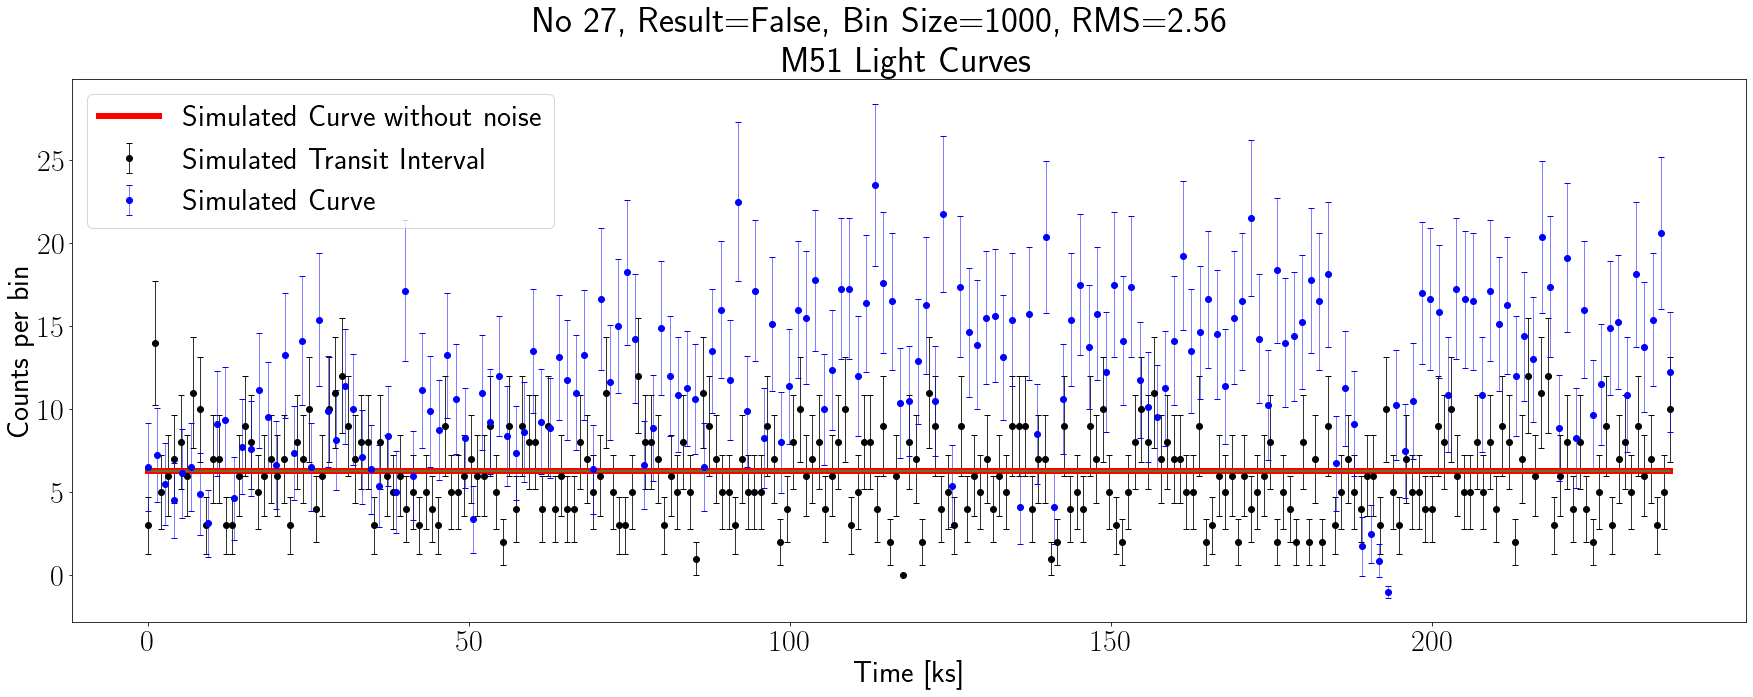 No 27, Result=False, Bin Size=1000, RMS=2.56
M51 Light Curves
Simulated Curve without noise
Simulated Transit Interval
Simulated Curve
Counts per bin
25
20
15
10
5
0
0 50 100 150 200
Time [ks]